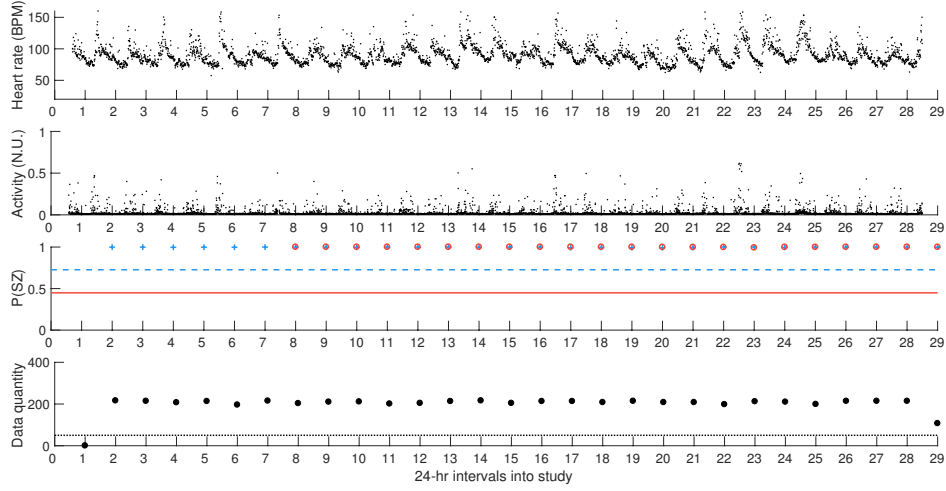 Heart rate (BPM)
150
100
50
0 1 2 3 4 5 6 7 8 9 10 11 12 13 14 15 16 17 18 19 20 21 22 23 24 25 26 27 28 29
Activity (N.U.)
1
0.5
0
0 1 2 3 4 5 6 7 8 9 10 11 12 13 14 15 16 17 18 19 20 21 22 23 24 25 26 27 28 29
P(SZ)
1
0.5
0
0 1 2 3 4 5 6 7 8 9 10 11 12 13 14 15 16 17 18 19 20 21 22 23 24 25 26 27 28 29
Data quantity
400
200
0
0 1 2 3 4 5 6 7 8 9 10 11 12 13 14 15 16 17 18 19 20 21 22 23 24 25 26 27 28 29
24-hr intervals into study